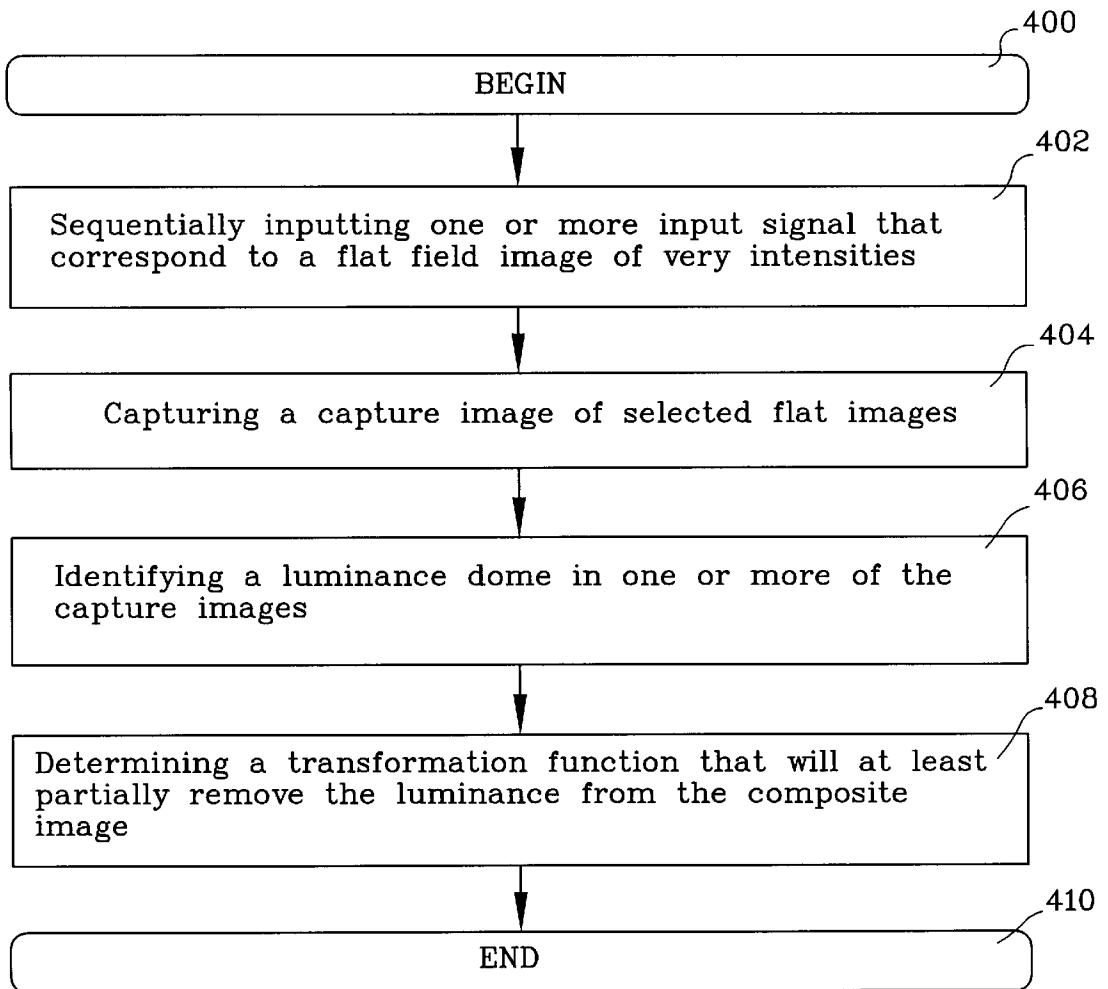 400
BEGIN
402
Sequentially inputting one or more input signal that
correspond to a flat field image of very intensities
404
Capturing a capture image of selected flat images
406
Identifying a luminance dome in one or more of the
capture images
408
Determining a transformation function that will at least
partially remove the luminance from the composite
image
410
END